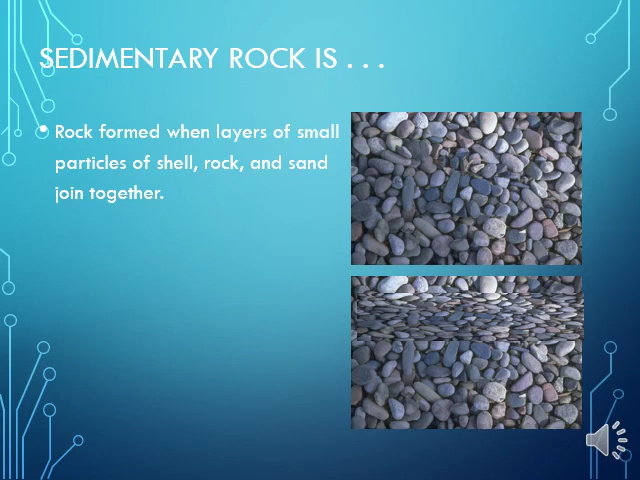 SEDIMENTARY ROCK IS . . .
• Rock formed when layers of small
particles of shell, rock, and sand
join together.